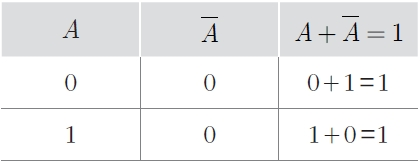 A A̅ A + A̅ = 1
0 0 0+1=1
1 0 1+0=1